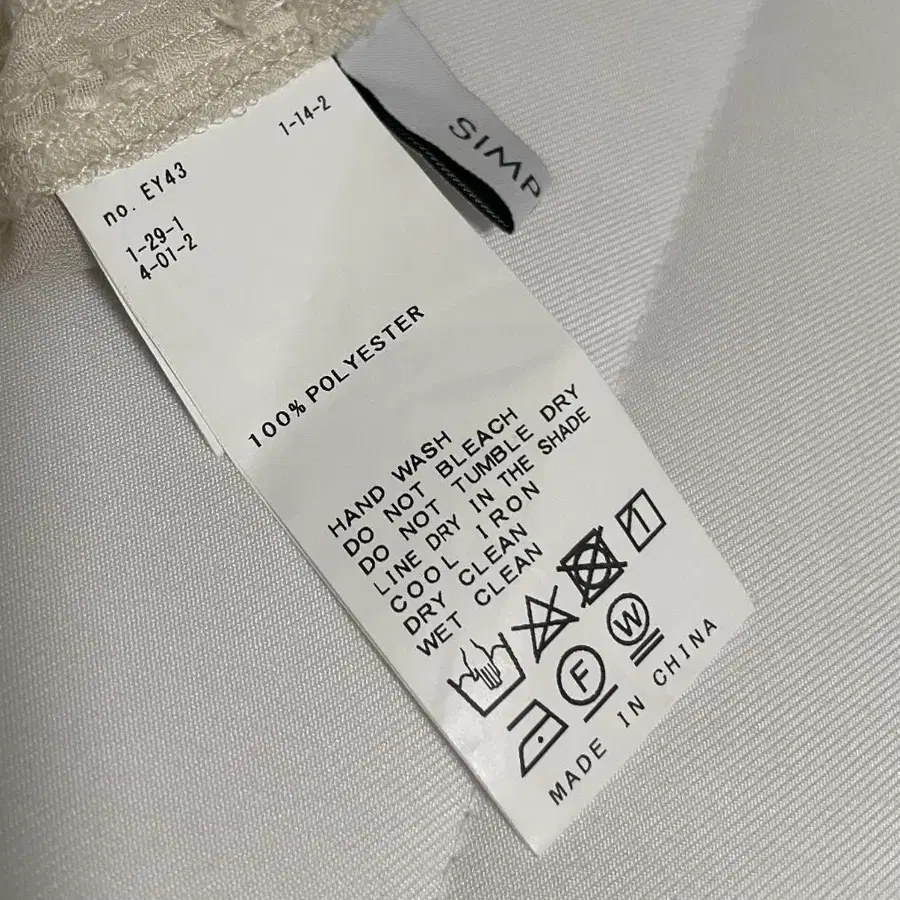 SIMP
1-14-2
no. EY43
1-29-1
4-01-2
100% POLYESTER
HAND WASH
DO NOT BLEACH
DO NOT TUMBLE DRY
LINE DRY IN THE SHADE
COOL IRON
DRY CLEAN
WET CLEAN
F
W
MADE IN CHINA